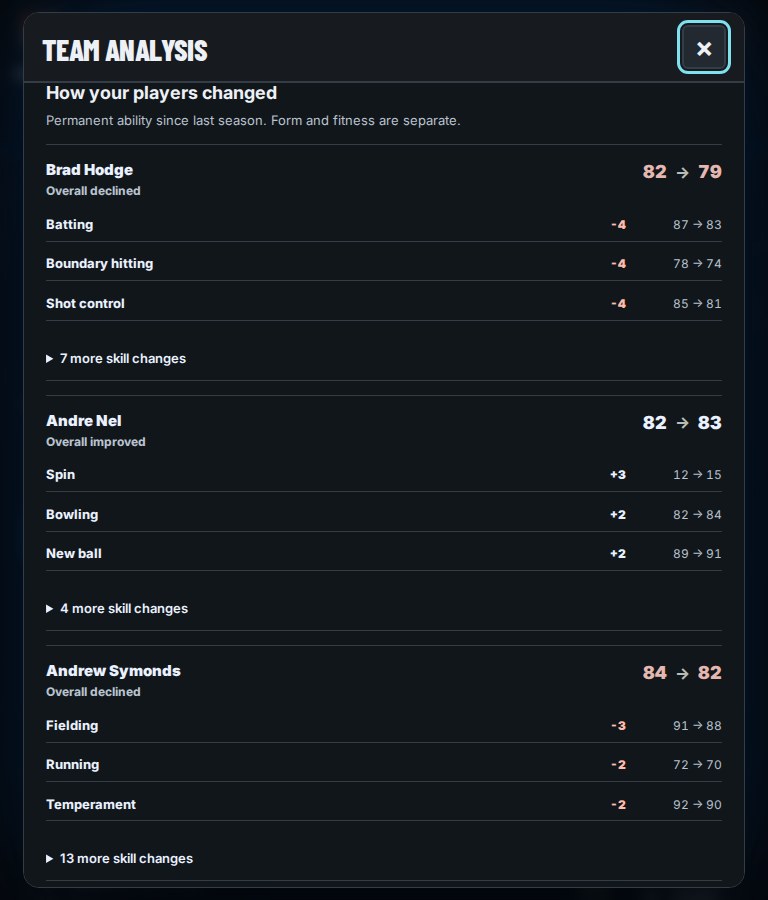 TEAM ANALYSIS
×
How your players changed
Permanent ability since last season. Form and fitness are separate.
Brad Hodge 82 → 79
Overall declined
Batting -4 87 → 83
Boundary hitting -4 78 → 74
Shot control -4 85 → 81
▶ 7 more skill changes
Andre Nel 82 → 83
Overall improved
Spin +3 12 → 15
Bowling +2 82 → 84
New ball +2 89 → 91
▶ 4 more skill changes
Andrew Symonds 84 → 82
Overall declined
Fielding -3 91 → 88
Running -2 72 → 70
Temperament -2 92 → 90
▶ 13 more skill changes